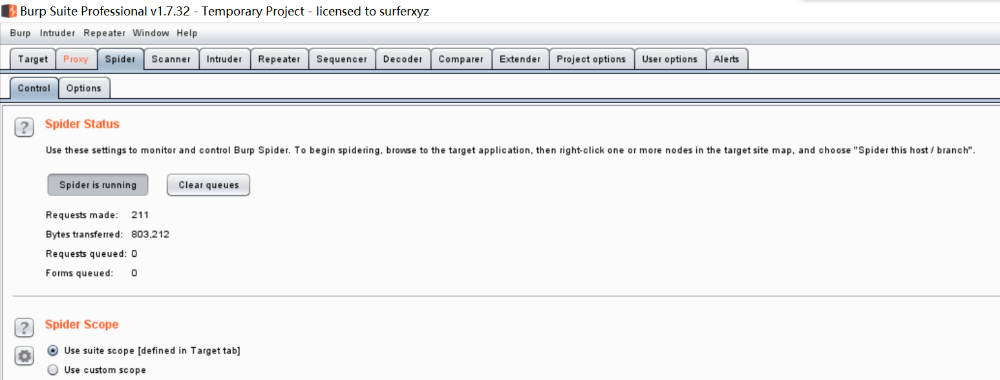 Burp Suite Professional v1.7.32 - Temporary Project - licensed to surferxyz
Burp Intruder Repeater Window Help
Target Proxy Spider Scanner Intruder Repeater Sequencer Decoder Comparer Extender Project options User options Alerts
Control Options
? Spider Status
Use these settings to monitor and control Burp Spider. To begin spidering, browse to the target application, then right-click one or more nodes in the target site map, and choose "Spider this host / branch".
Spider is running Clear queues
Requests made: 211
Bytes transferred: 803,212
Requests queued: 0
Forms queued: 0
? Spider Scope
Use suite scope [defined in Target tab]
Use custom scope